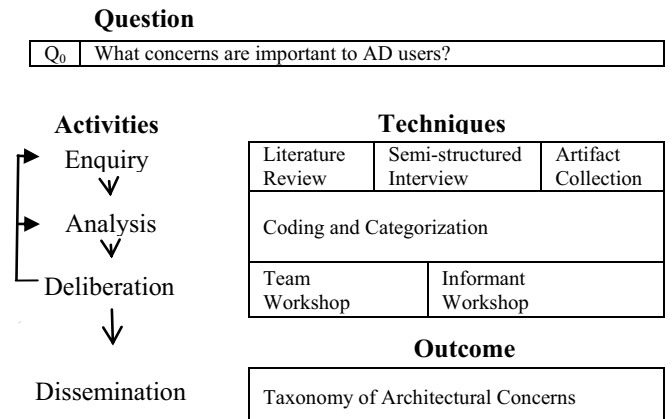 Question
Q0 What concerns are important to AD users?
Activities
Techniques
Enquiry
Literature
Review
Semi-structured
Interview
Artifact
Collection
Analysis
Coding and Categorization
Deliberation
Team
Workshop
Informant
Workshop
Outcome
Dissemination
Taxonomy of Architectural Concerns